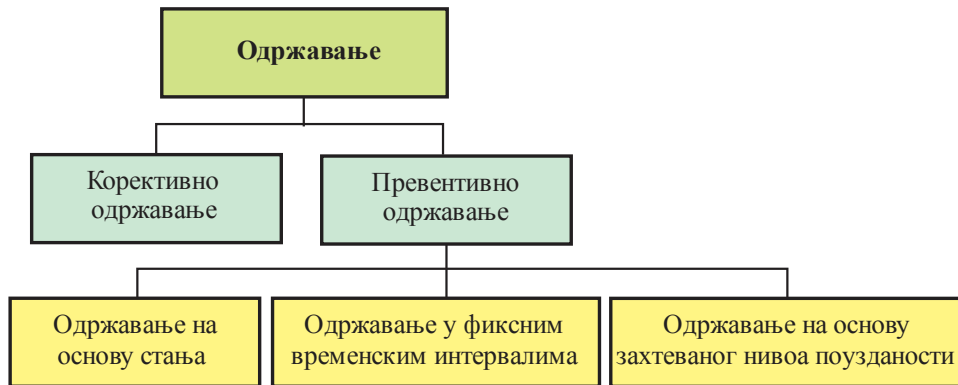 Одржавање
Корективно
одржавање
Превентивно
одржавање
Одржавање на
основу стања
Одржавање у фиксним
временским интервалима
Одржавање на основу
захтеваног нивоа поузданости